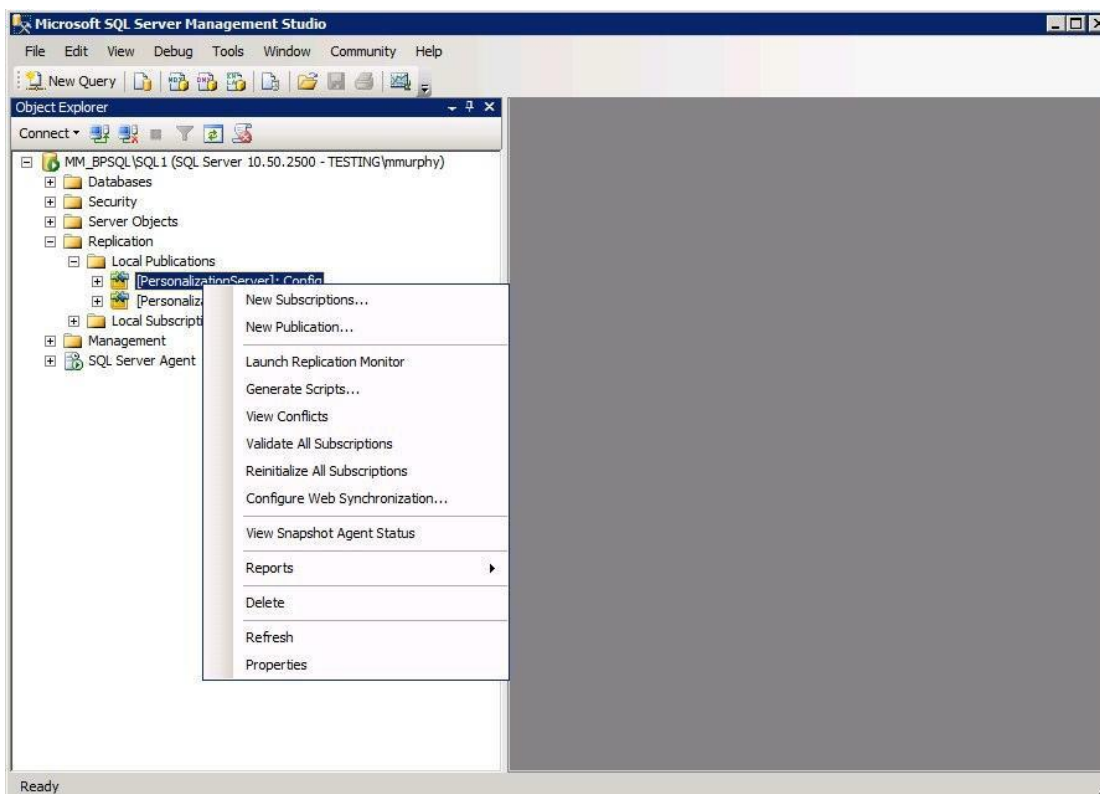 Microsoft SQL Server Management Studio
File Edit View Debug Tools Window Community Help
New Query
Object Explorer
Connect
MM_BPSQL\SQL1 (SQL Server 10.50.2500 - TESTING\mmurphy)
Databases
Security
Server Objects
Replication
Local Publications
[PersonalizationServer]: Config
[Personaliz
Local Subscripti
Management
SQL Server Agent
New Subscriptions...
New Publication...
Launch Replication Monitor
Generate Scripts...
View Conflicts
Validate All Subscriptions
Reinitialize All Subscriptions
Configure Web Synchronization...
View Snapshot Agent Status
Reports
Delete
Refresh
Properties
Ready